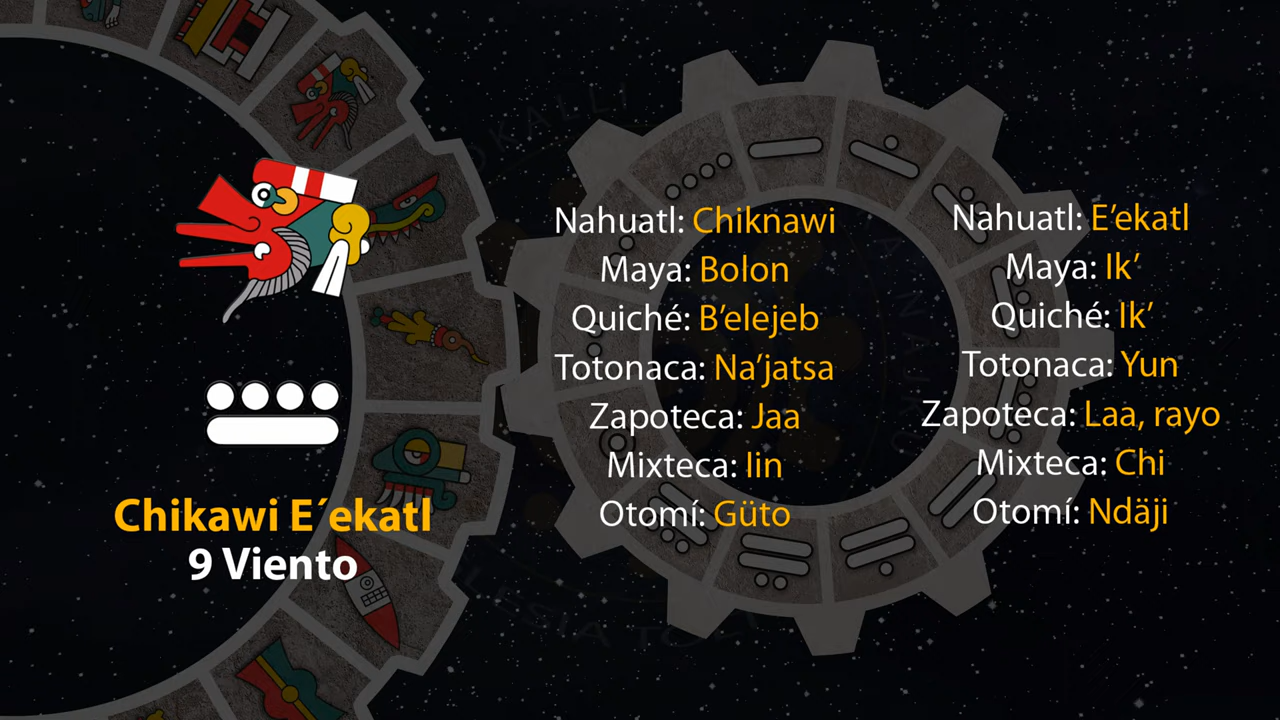 Nahuatl: Chiknawi
Maya: Bolon
Quiché: B’elejeb
Totonaca: Na’jatsa
Zapoteca: Jaa
Mixteca: Iin
Otomí: Güto
Nahuatl: E’ekatl
Maya: Ik’
Quiché: Ik’
Totonaca: Yun
Zapoteca: Laa, rayo
Mixteca: Chi
Otomí: Ndäji
Chikawi E´ekatl
9 Viento